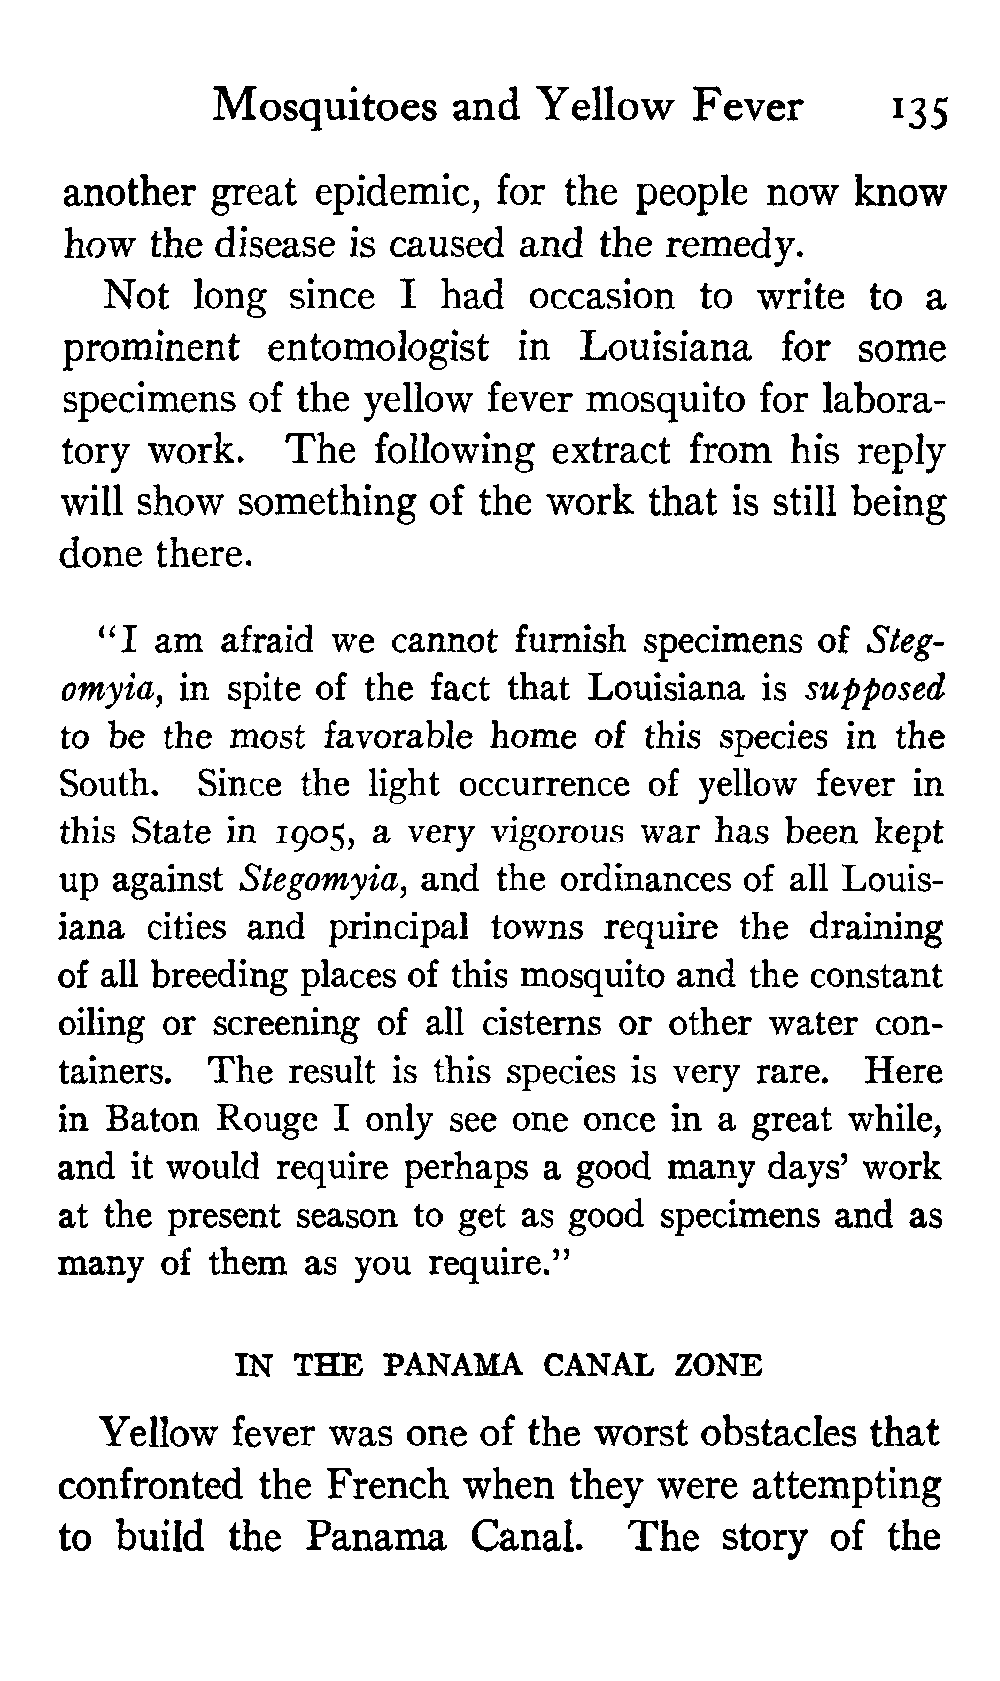 Mosquitoes and Yellow Fever 135
another great epidemic, for the people now know
how the disease is caused and the remedy.
Not long since I had occasion to write to a
prominent entomologist in Louisiana for some
specimens of the yellow fever mosquito for labora-
tory work. The following extract from his reply
will show something of the work that is still being
done there.
"I am afraid we cannot furnish specimens of Steg-
omyia, in spite of the fact that Louisiana is supposed
to be the most favorable home of this species in the
South. Since the light occurrence of yellow fever in
this State in 1905, a very vigorous war has been kept
up against Stegomyia, and the ordinances of all Louis-
iana cities and principal towns require the draining
of all breeding places of this mosquito and the constant
oiling or screening of all cisterns or other water con-
tainers. The result is this species is very rare. Here
in Baton Rouge I only see one once in a great while,
and it would require perhaps a good many days' work
at the present season to get as good specimens and as
many of them as you require."
IN THE PANAMA CANAL ZONE
Yellow fever was one of the worst obstacles that
confronted the French when they were attempting
to build the Panama Canal. The story of the